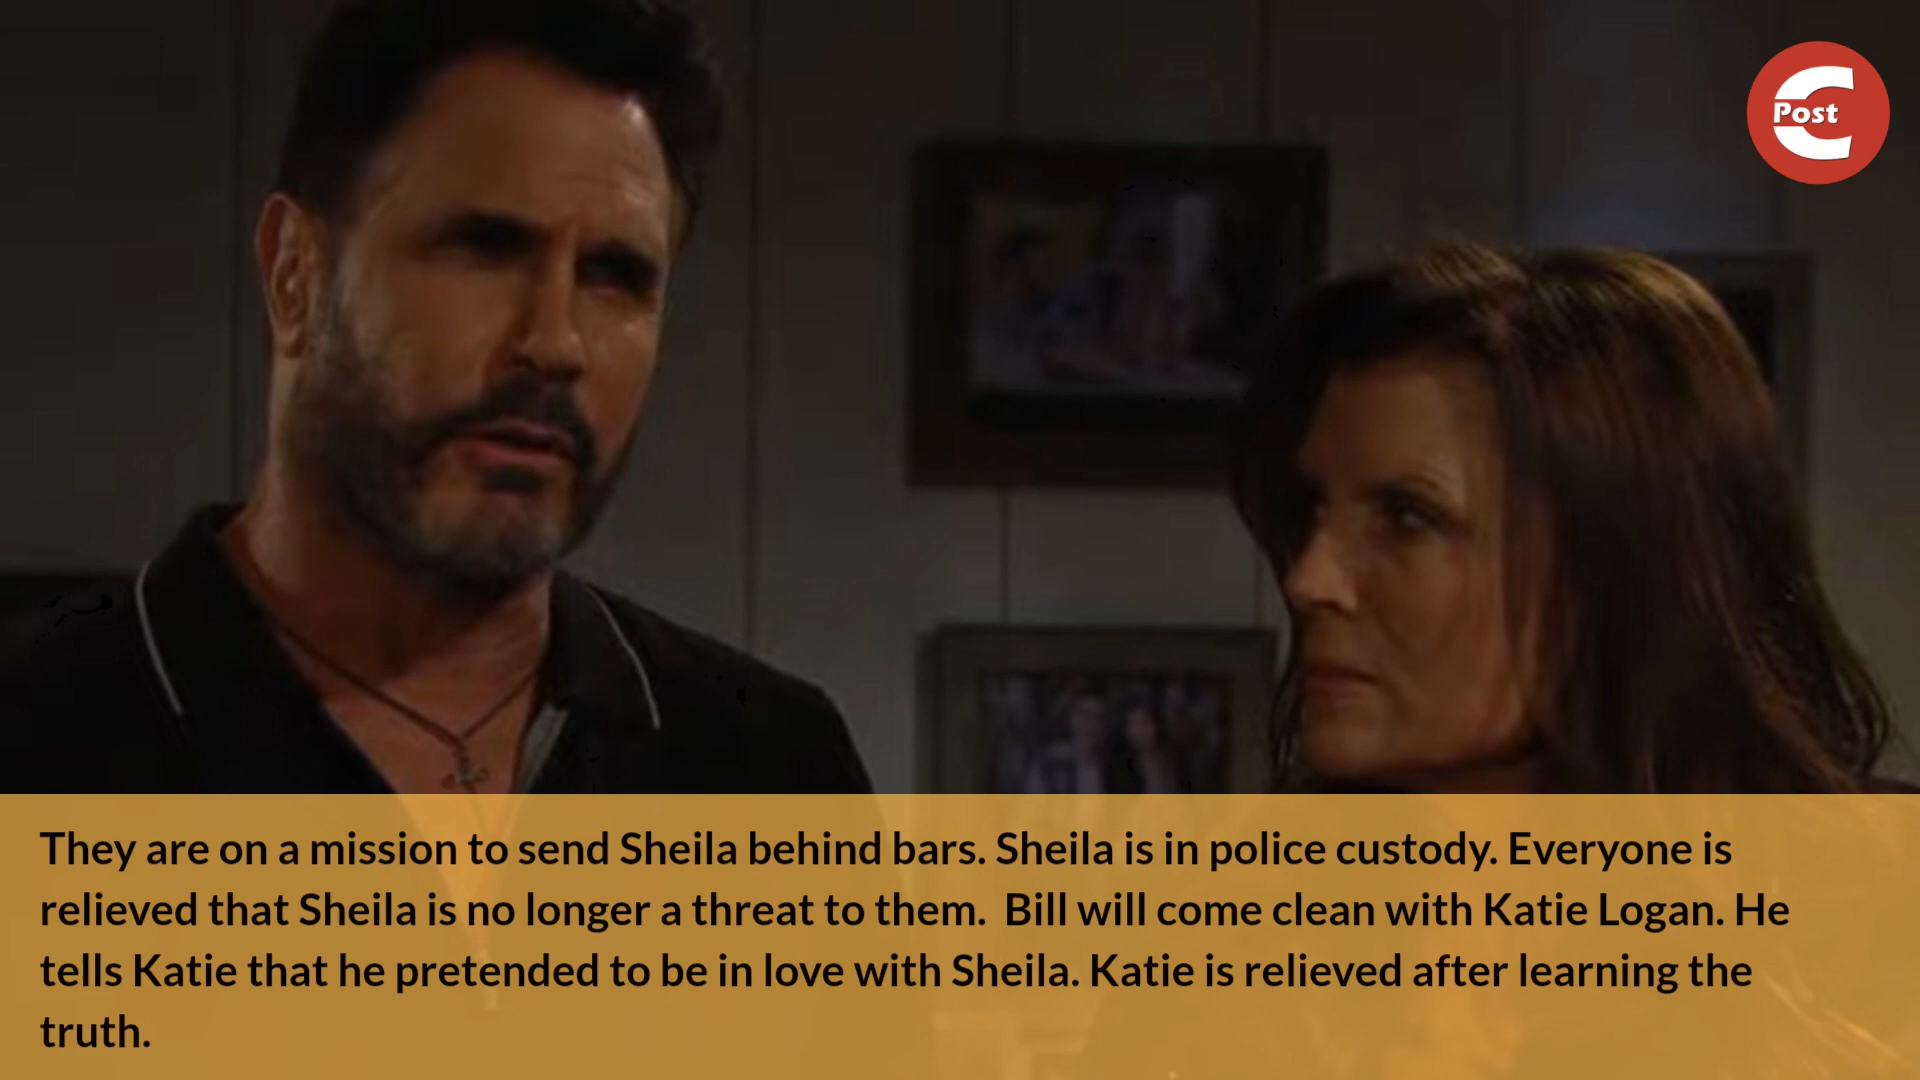 Post
They are on a mission to send Sheila behind bars. Sheila is in police custody. Everyone is
relieved that Sheila is no longer a threat to them.  Bill will come clean with Katie Logan. He
tells Katie that he pretended to be in love with Sheila. Katie is relieved after learning the
truth.